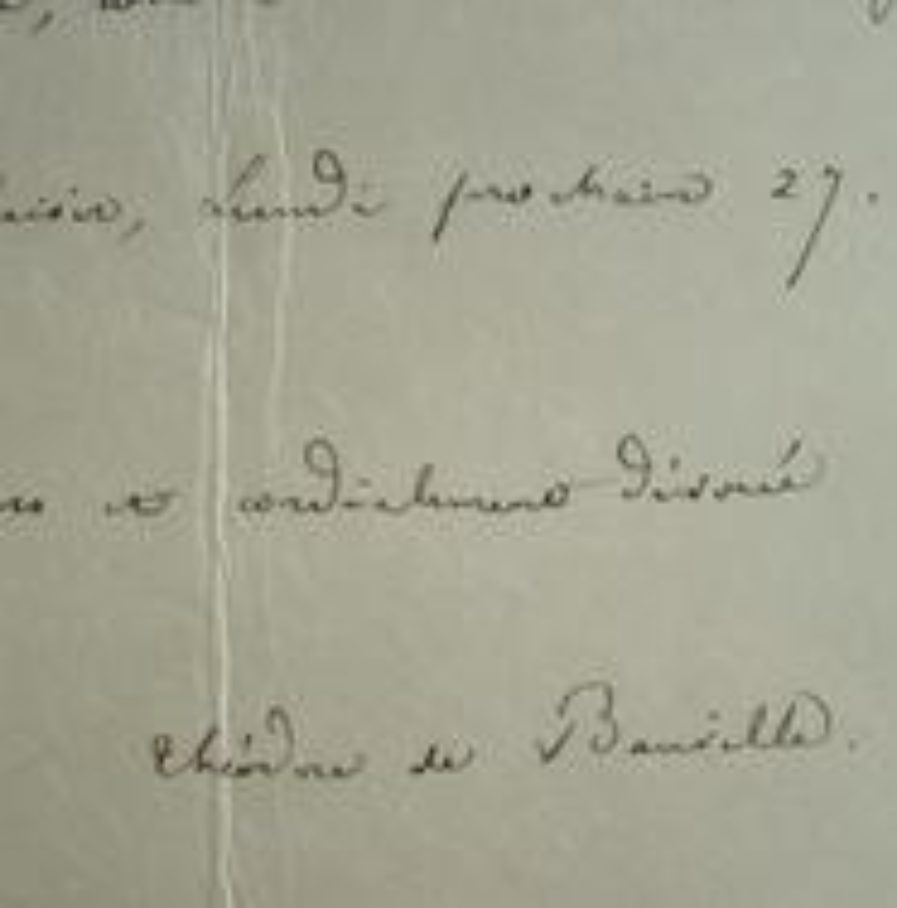 , lundi prochain 27.
et cordialement dévoué
Théodore de Banville.